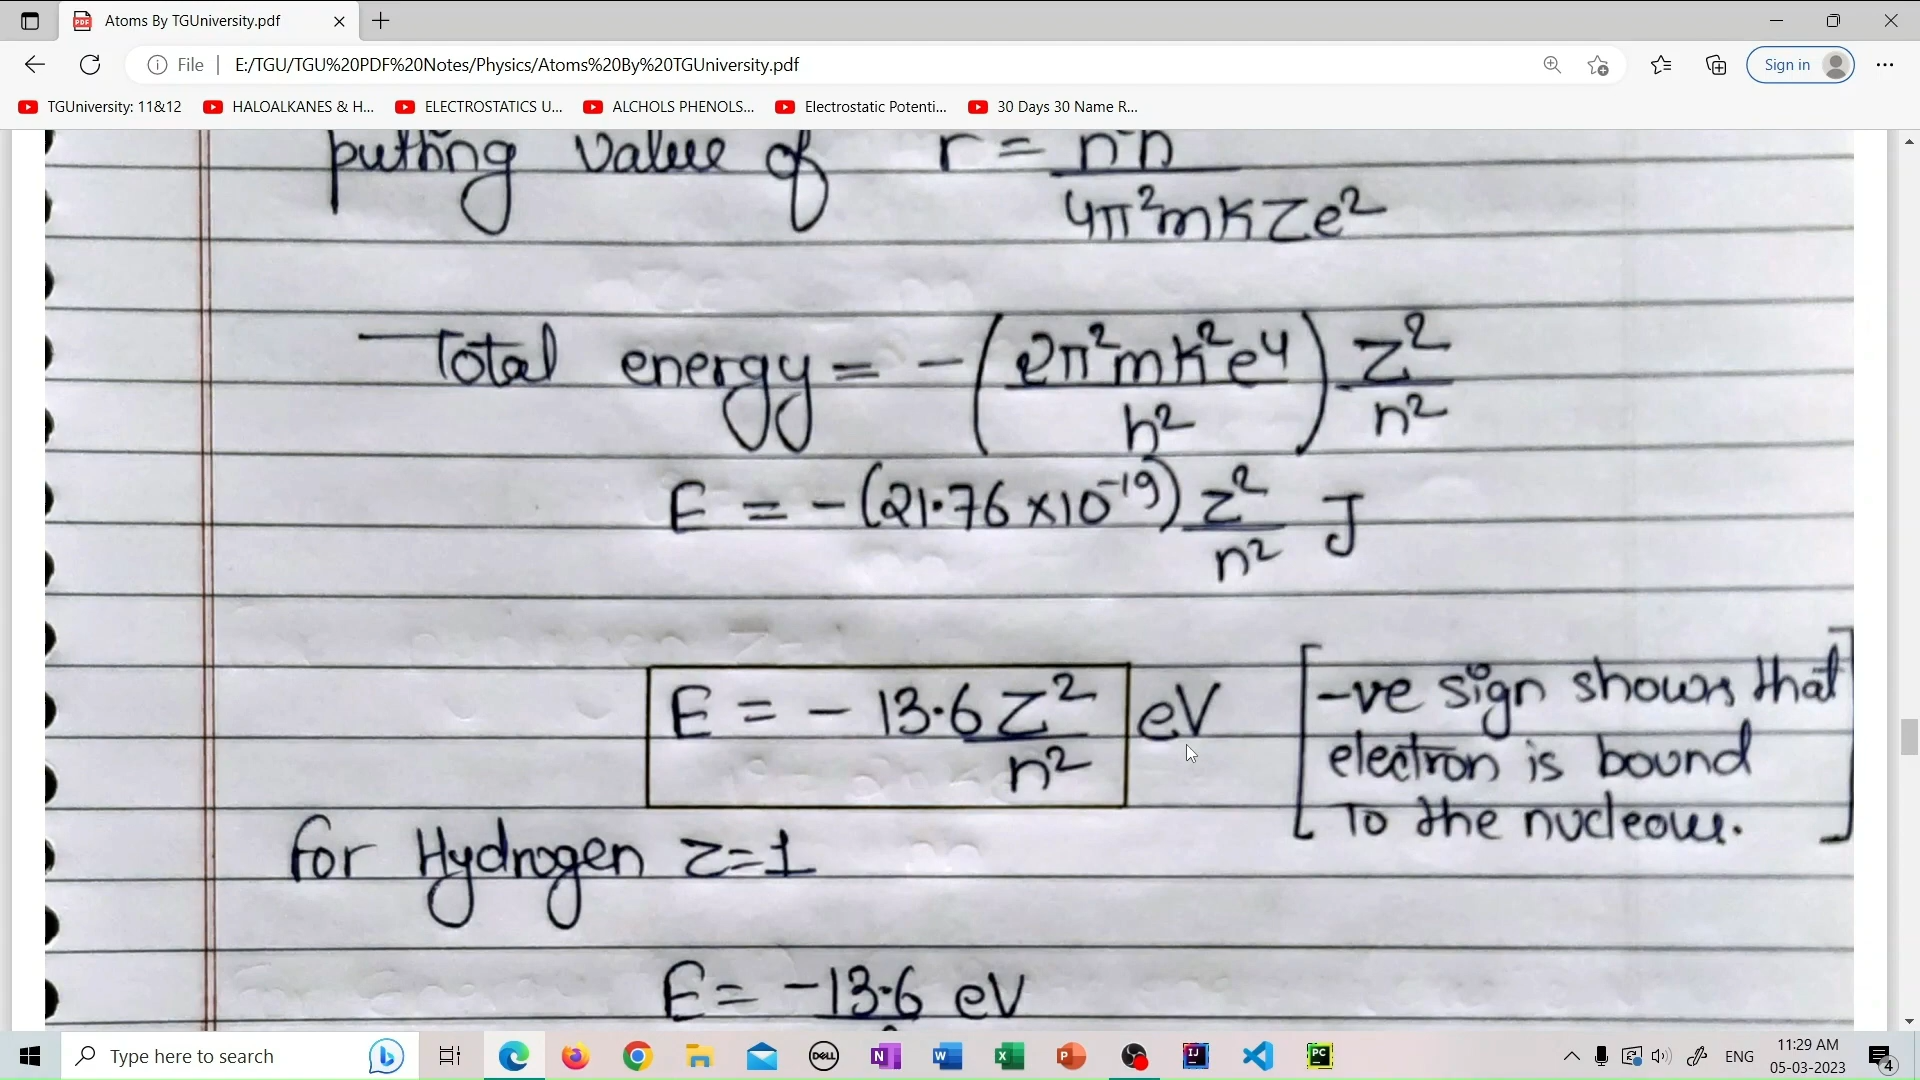 Atoms By TGUniversity.pdf
File
E:/TGU/TGU%20PDF%20Notes/Physics/Atoms%20By%20TGUniversity.pdf
Sign in
TGUniversity: 11&12
HALOALKANES & H...
ELECTROSTATICS U...
ALCHOLS PHENOLS...
Electrostatic Potenti...
30 Days 30 Name R...
putting value of r =
4π²mKZe²
Total energy = -(2π²mK²e4/h²) Z²/n²
E = -(21.76×10⁻¹⁹) Z²/n² J
E = - 13.6 Z²/n² eV
[-ve sign shows that
electron is bound
To the nucleous.]
for Hydrogen Z=1
E= -13.6 eV
Type here to search
ENG
11:29 AM
05-03-2023
4